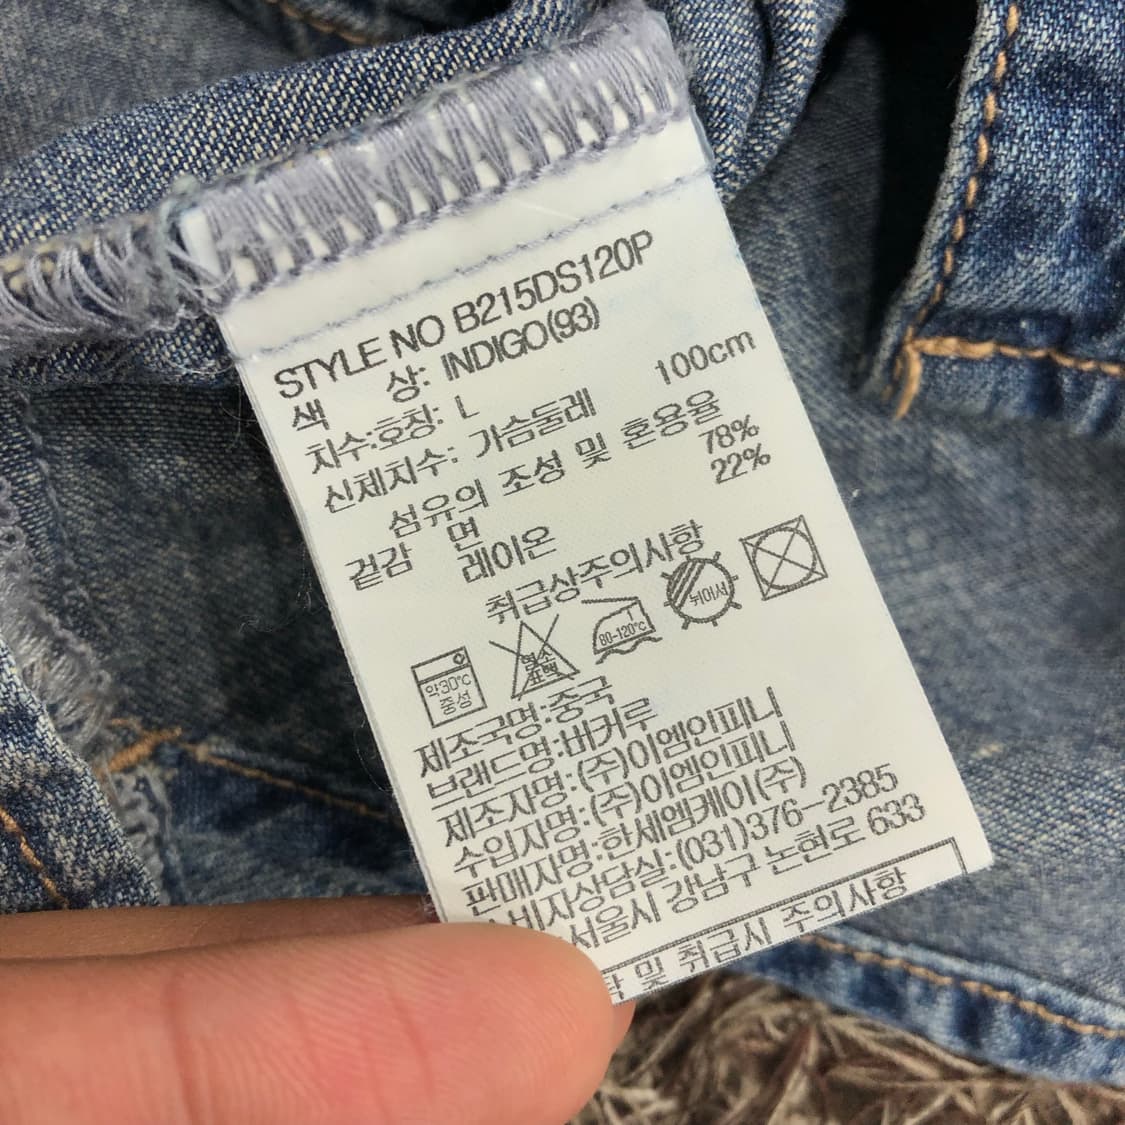 STYLE NO B215DS120P
색 상: INDIGO(93)
치수:호칭: L
신체치수: 가슴둘레 100cm
섬유의 조성 및 혼용율
겉감 면 78%
레이온 22%
취급상주의사항
약30℃ 중성
염소 표백
80-120℃
뉘어서
제조국명:중국
브랜드명:버커루
제조자명:(주)이엠인피니
수입자명:(주)이엠인피니
판매자명:한세엠케이(주)
비자상담실:(031)376-2385
서울시 강남구 논현로 633
및 취급시 주의사항